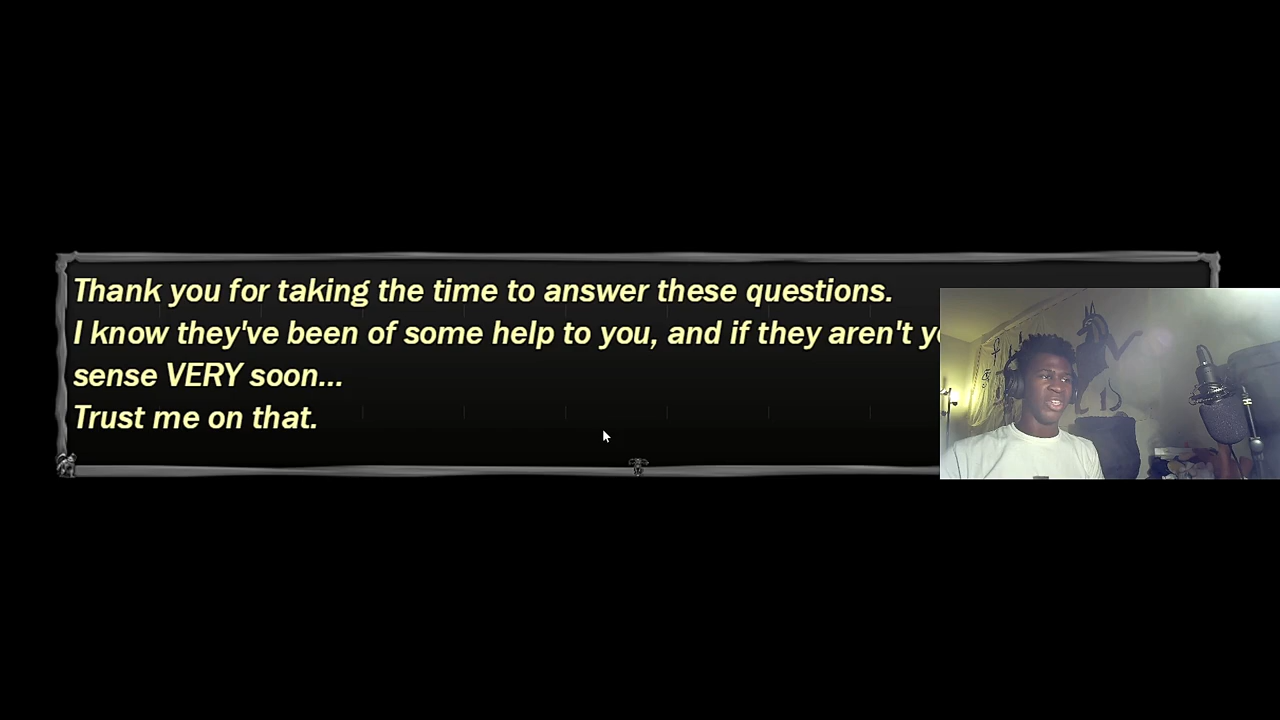 Thank you for taking the time to answer these questions.
I know they've been of some help to you, and if they aren't
sense VERY soon...
Trust me on that.